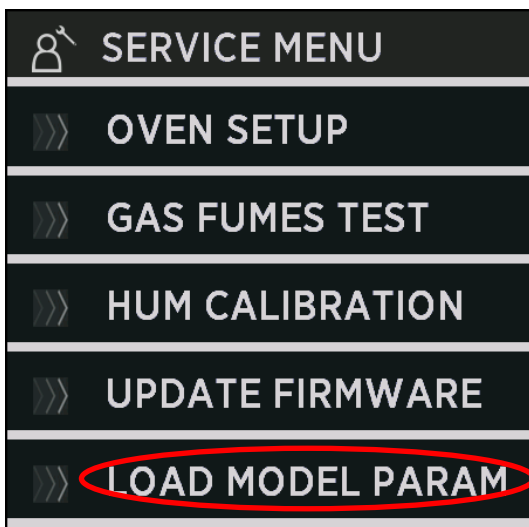 SERVICE MENU
OVEN SETUP
GAS FUMES TEST
HUM CALIBRATION
UPDATE FIRMWARE
LOAD MODEL PARAM